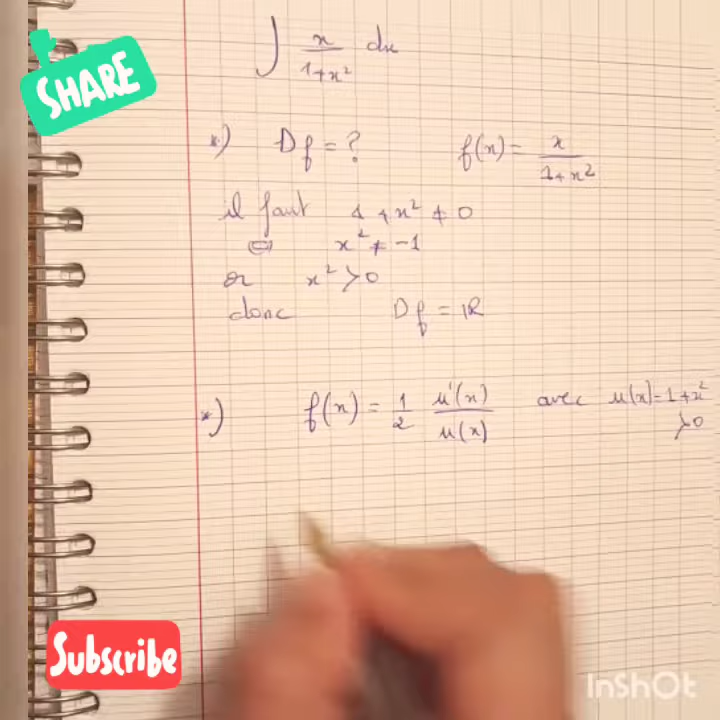 SHARE
∫ x/(1+x²) dx
*) Df = ? f(x) = x/(1+x²)
il faut 1+x² ≠ 0
⇔ x² ≠ -1
or x² > 0
donc Df = ℝ
*) f(x) = 1/2 u'(x)/u(x) avec u(x) = 1+x²
> 0
Subscribe
InShOt